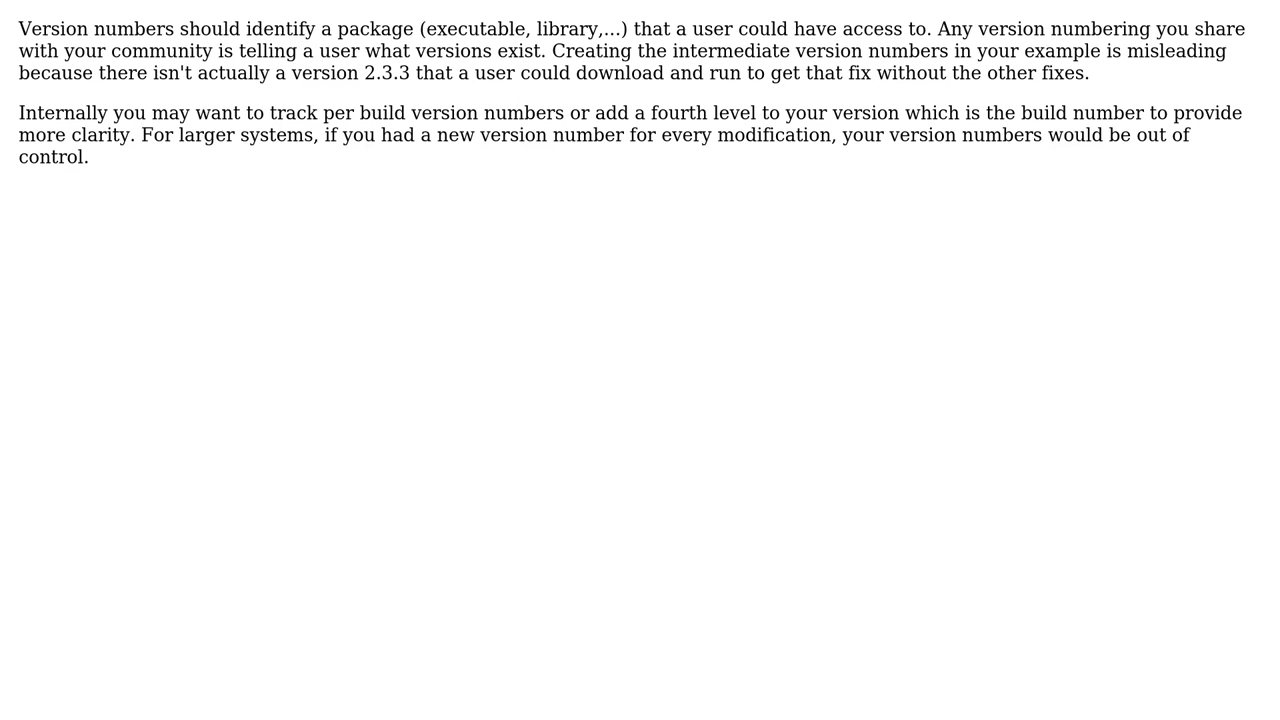 Version numbers should identify a package (executable, library,...) that a user could have access to. Any version numbering you share
with your community is telling a user what versions exist. Creating the intermediate version numbers in your example is misleading
because there isn't actually a version 2.3.3 that a user could download and run to get that fix without the other fixes.
Internally you may want to track per build version numbers or add a fourth level to your version which is the build number to provide
more clarity. For larger systems, if you had a new version number for every modification, your version numbers would be out of
control.